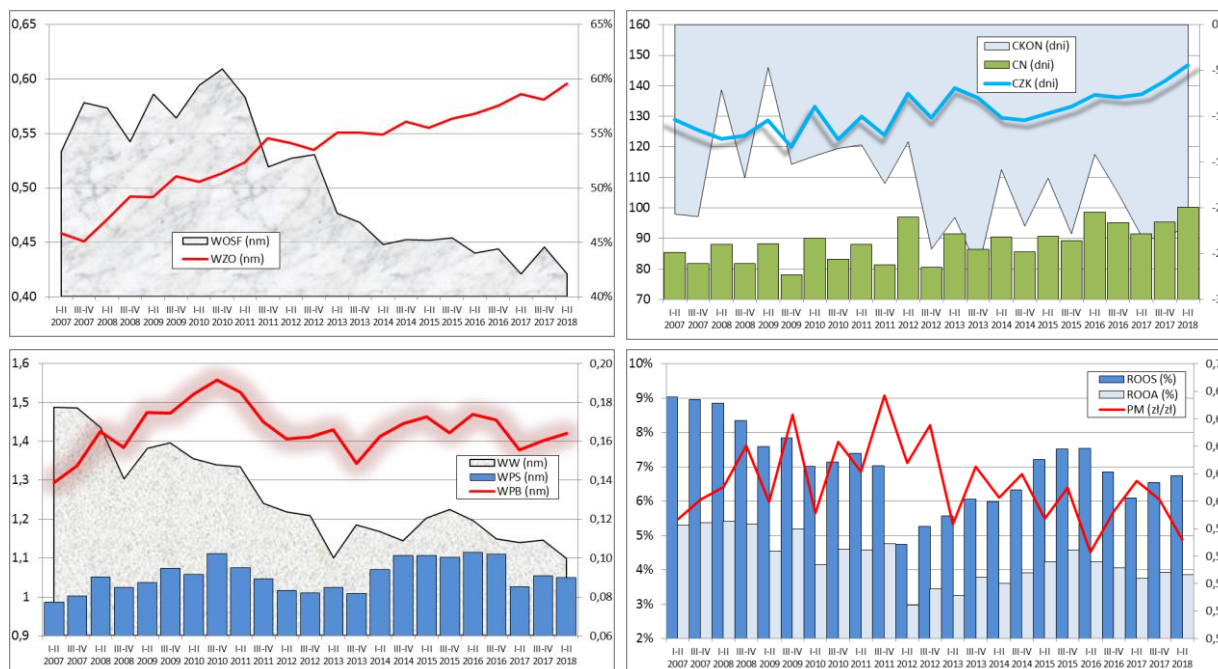 0,65
0,60
0,55
0,50
0,45
0,40
65%
60%
55%
50%
45%
40%
WOSF (nm)
WZO (nm)
I-II III-IV I-II III-IV I-II III-IV I-II III-IV I-II III-IV I-II III-IV I-II III-IV I-II III-IV I-II III-IV I-II III-IV I-II III-IV I-II
2007 2007 2008 2008 2009 2009 2010 2010 2011 2011 2012 2012 2013 2013 2014 2014 2015 2015 2016 2016 2017 2017 2018
160
150
140
130
120
110
100
90
80
70
CKON (dni)
CN (dni)
CZK (dni)
I-II III-IV I-II III-IV I-II III-IV I-II III-IV I-II III-IV I-II III-IV I-II III-IV I-II III-IV I-II III-IV I-II III-IV I-II III-IV I-II
2007 2007 2008 2008 2009 2009 2010 2010 2011 2011 2012 2012 2013 2013 2014 2014 2015 2015 2016 2016 2017 2017 2018
1,6
1,5
1,4
1,3
1,2
1,1
1
0,9
0,20
0,18
0,16
0,14
0,12
0,10
0,08
0,06
WW (nm)
WPS (nm)
WPB (nm)
I-II III-IV I-II III-IV I-II III-IV I-II III-IV I-II III-IV I-II III-IV I-II III-IV I-II III-IV I-II III-IV I-II III-IV I-II III-IV I-II
2007 2007 2008 2008 2009 2009 2010 2010 2011 2011 2012 2012 2013 2013 2014 2014 2015 2015 2016 2016 2017 2017 2018
10%
9%
8%
7%
6%
5%
4%
3%
2%
ROOS (%)
ROOA (%)
PM (zł/zł)
I-II III-IV I-II III-IV I-II III-IV I-II III-IV I-II III-IV I-II III-IV I-II III-IV I-II III-IV I-II III-IV I-II III-IV I-II III-IV I-II
2007 2007 2008 2008 2009 2009 2010 2010 2011 2011 2012 2012 2013 2013 2014 2014 2015 2015 2016 2016 2017 2017 2018